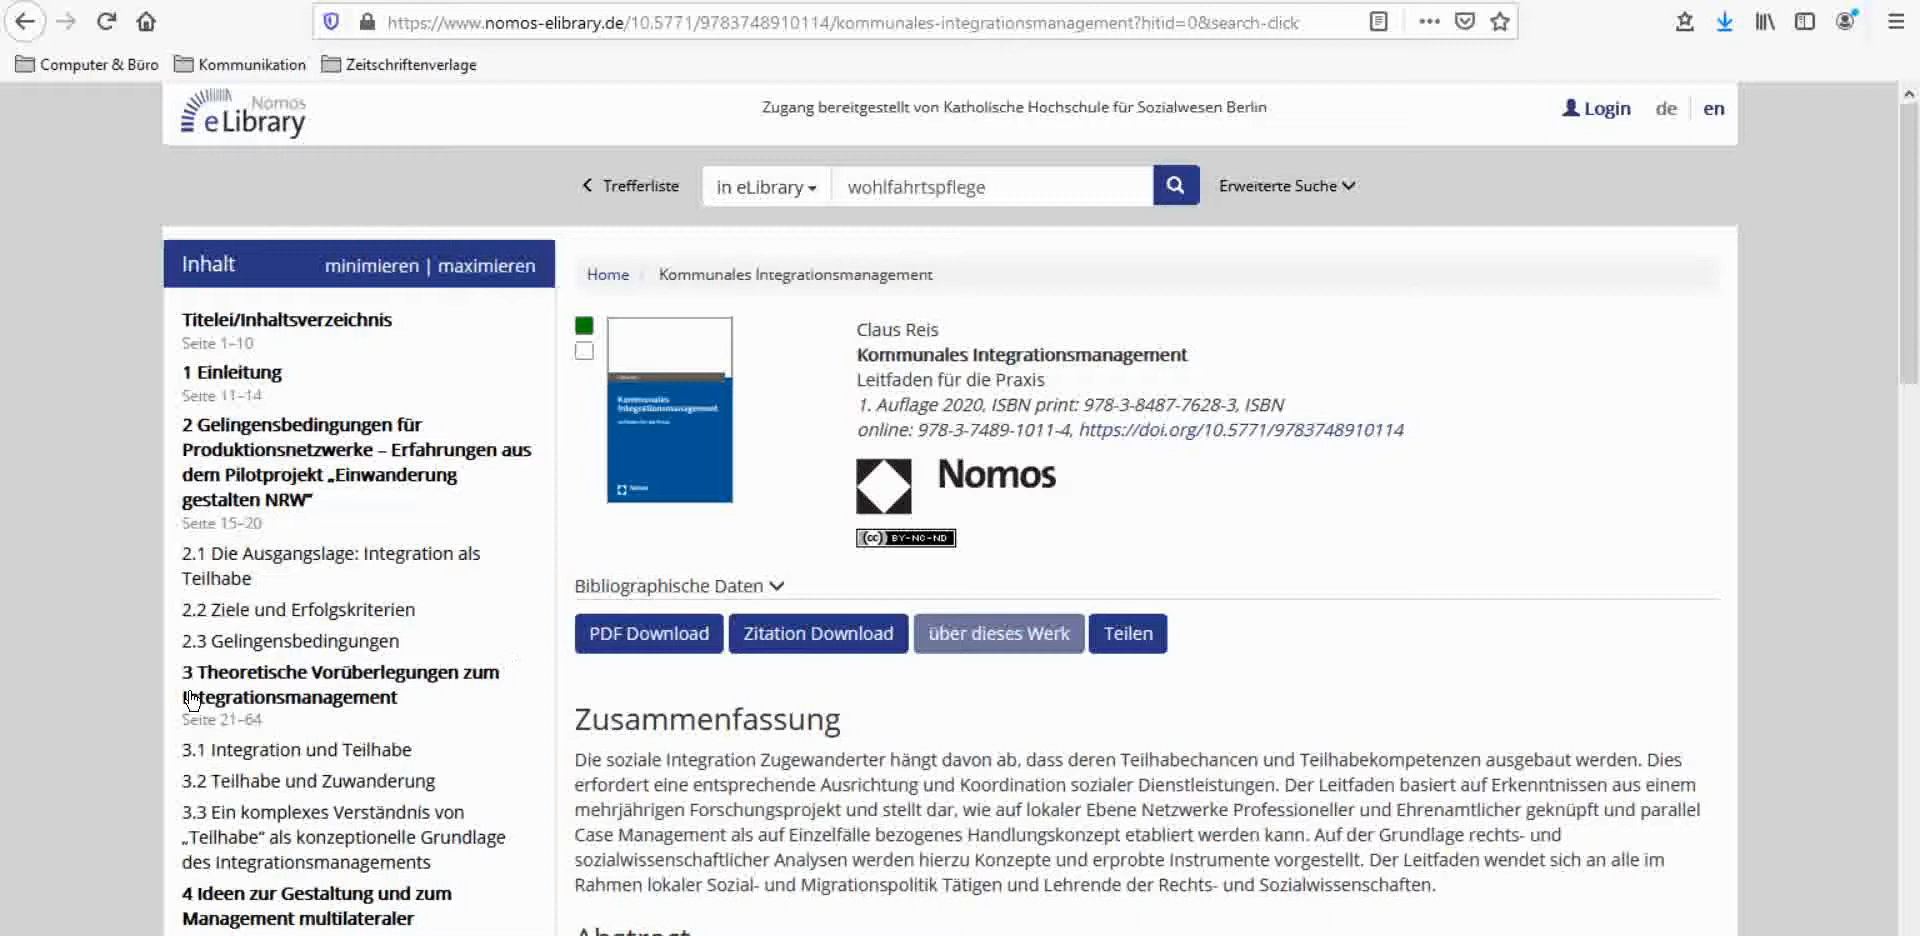 https://www.nomos-elibrary.de/10.5771/9783748910114/kommunales-integrationsmanagement?hitid=0&search-click
Computer & Büro
Kommunikation
Zeitschriftenverlage
Nomos
eLibrary
Zugang bereitgestellt von Katholische Hochschule für Sozialwesen Berlin
Login
de
en
Trefferliste
in eLibrary
wohlfahrtspflege
Erweiterte Suche
Inhalt
minimieren | maximieren
Titelei/Inhaltsverzeichnis
Seite 1–10
1 Einleitung
Seite 11–14
2 Gelingensbedingungen für
Produktionsnetzwerke – Erfahrungen aus
dem Pilotprojekt „Einwanderung
gestalten NRW“
Seite 15–20
2.1 Die Ausgangslage: Integration als
Teilhabe
2.2 Ziele und Erfolgskriterien
2.3 Gelingensbedingungen
3 Theoretische Vorüberlegungen zum
Integrationsmanagement
Seite 21–64
3.1 Integration und Teilhabe
3.2 Teilhabe und Zuwanderung
3.3 Ein komplexes Verständnis von
„Teilhabe“ als konzeptionelle Grundlage
des Integrationsmanagements
4 Ideen zur Gestaltung und zum
Management multilateraler
Home
Kommunales Integrationsmanagement
Kommunales
Integrationsmanagement
Leitfaden für die Praxis
Nomos
Claus Reis
Kommunales Integrationsmanagement
Leitfaden für die Praxis
1. Auflage 2020, ISBN print: 978-3-8487-7628-3, ISBN
online: 978-3-7489-1011-4, https://doi.org/10.5771/9783748910114
Nomos
(cc) BY-NC-ND
Bibliographische Daten
PDF Download
Zitation Download
über dieses Werk
Teilen
Zusammenfassung
Die soziale Integration Zugewanderter hängt davon ab, dass deren Teilhabechancen und Teilhabekompetenzen ausgebaut werden. Dies
erfordert eine entsprechende Ausrichtung und Koordination sozialer Dienstleistungen. Der Leitfaden basiert auf Erkenntnissen aus einem
mehrjährigen Forschungsprojekt und stellt dar, wie auf lokaler Ebene Netzwerke Professioneller und Ehrenamtlicher geknüpft und parallel
Case Management als auf Einzelfälle bezogenes Handlungskonzept etabliert werden kann. Auf der Grundlage rechts- und
sozialwissenschaftlicher Analysen werden hierzu Konzepte und erprobte Instrumente vorgestellt. Der Leitfaden wendet sich an alle im
Rahmen lokaler Sozial- und Migrationspolitik Tätigen und Lehrende der Rechts- und Sozialwissenschaften.
Abstract